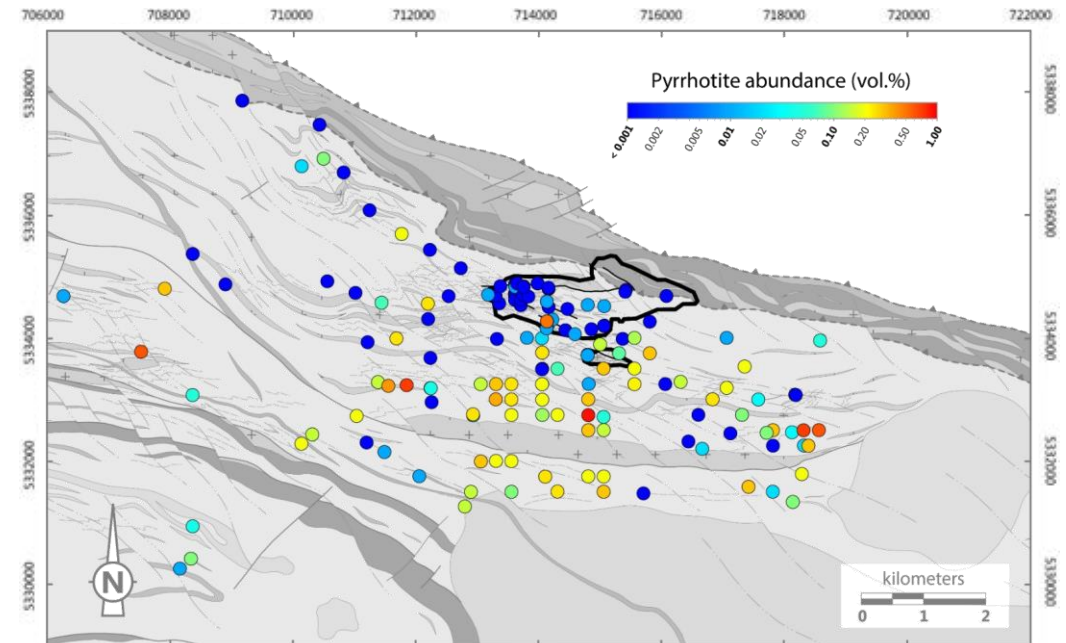 706000 708000 710000 712000 714000 716000 718000 720000 722000
5338000 5338000
Pyrrhotite abundance (vol.%)
< 0.001 0.002 0.005 0.01 0.02 0.05 0.10 0.20 0.50 1.00
5336000 5336000
5334000 5334000
5332000 5332000
5330000 5330000
N
kilometers
0 1 2